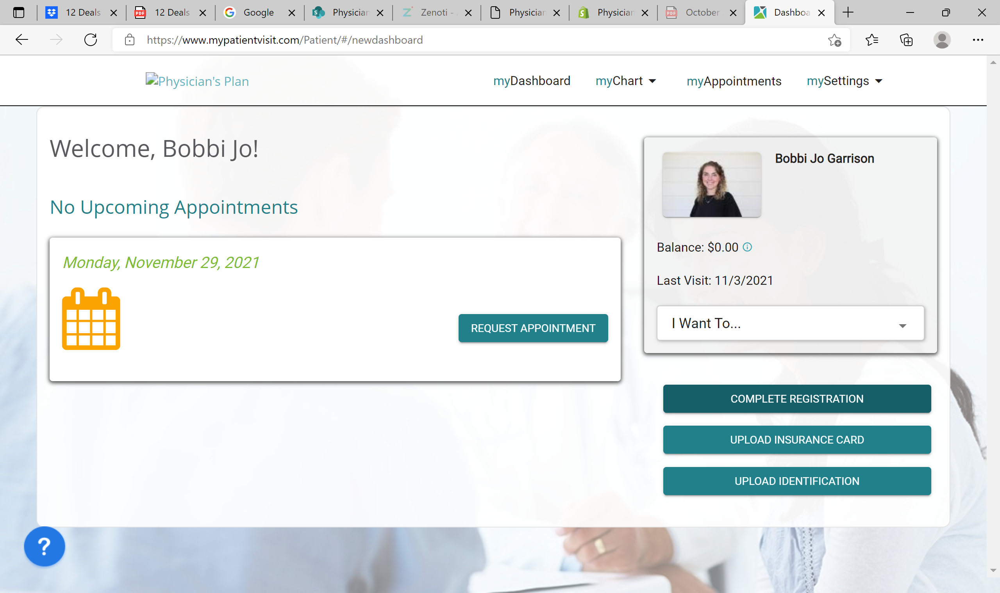 12 Deals
12 Deals
Google
Physician
Zenoti -
Physician
Physician
October
Dashboa
https://www.mypatientvisit.com/Patient/#/newdashboard
Physician's Plan
myDashboard
myChart
myAppointments
mySettings
Welcome, Bobbi Jo!
No Upcoming Appointments
Monday, November 29, 2021
REQUEST APPOINTMENT
Bobbi Jo Garrison
Balance: $0.00
Last Visit: 11/3/2021
I Want To...
COMPLETE REGISTRATION
UPLOAD INSURANCE CARD
UPLOAD IDENTIFICATION
?